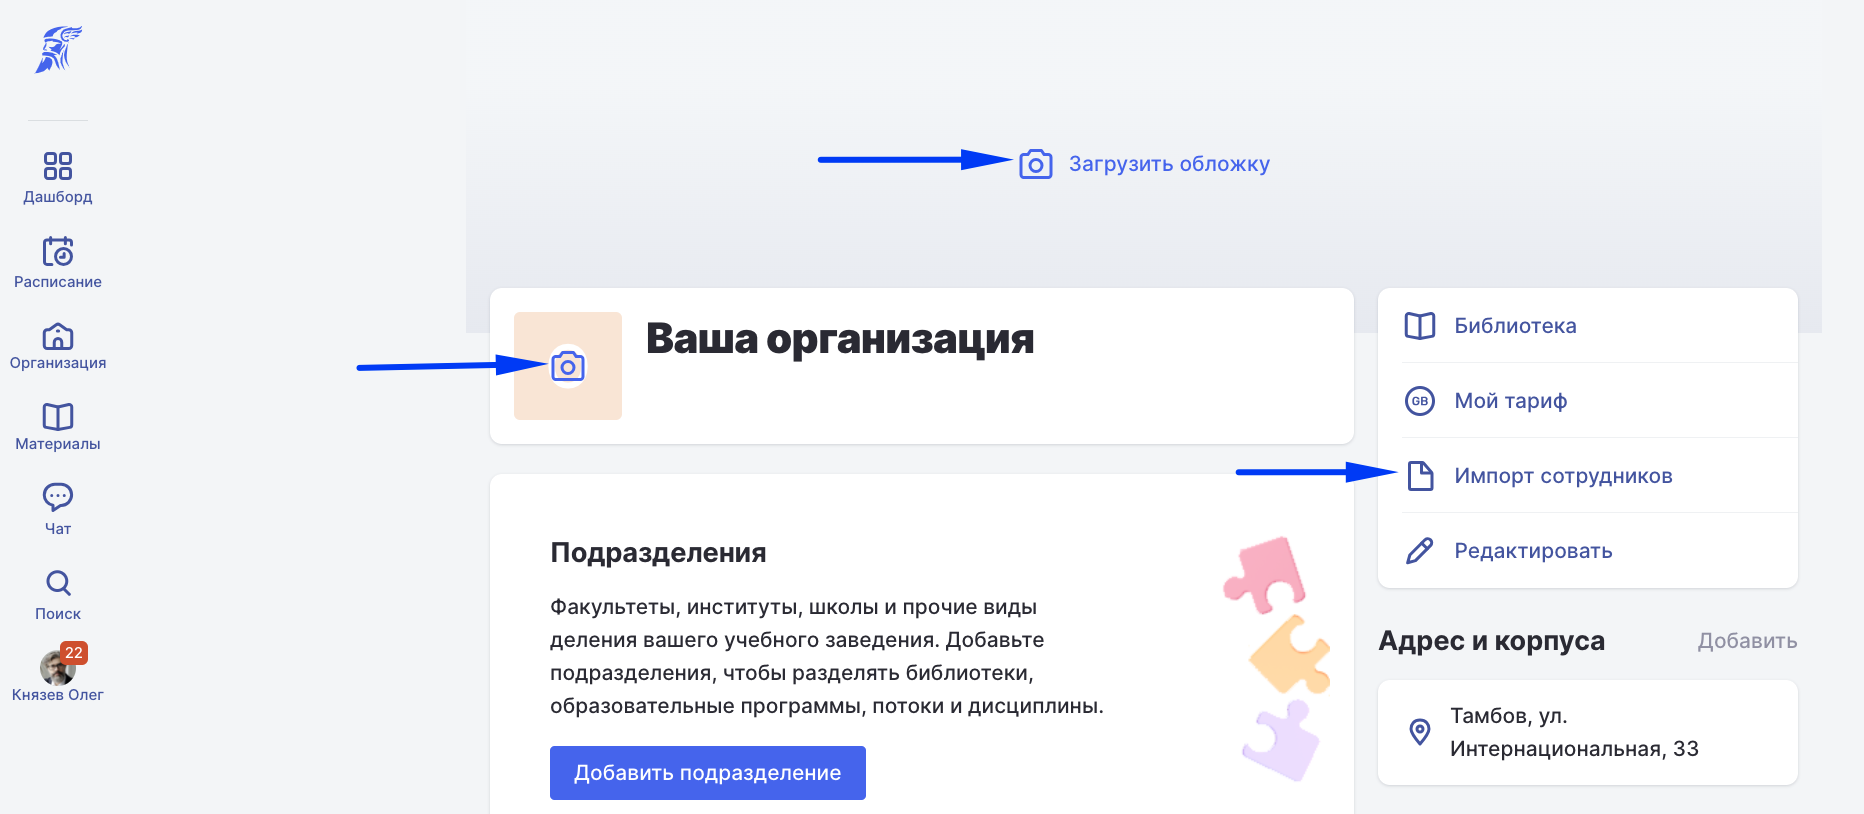 Дашборд
Расписание
Организация
Материалы
Чат
Поиск
22
Князев Олег
Загрузить обложку
Ваша организация
Подразделения
Факультеты, институты, школы и прочие виды
деления вашего учебного заведения. Добавьте
подразделения, чтобы разделять библиотеки,
образовательные программы, потоки и дисциплины.
Добавить подразделение
Библиотека
GB
Мой тариф
Импорт сотрудников
Редактировать
Адрес и корпуса
Добавить
Тамбов, ул.
Интернациональная, 33